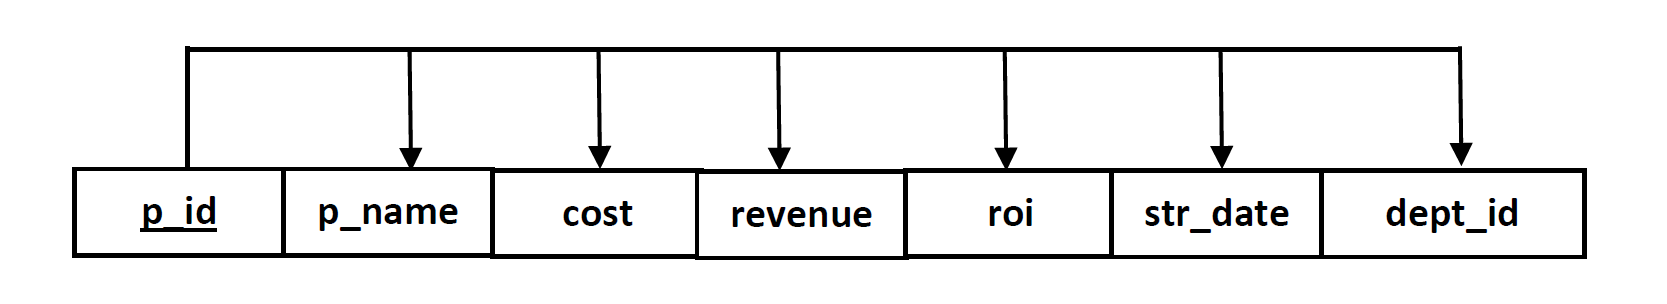 p_id p_name cost revenue roi str_date dept_id